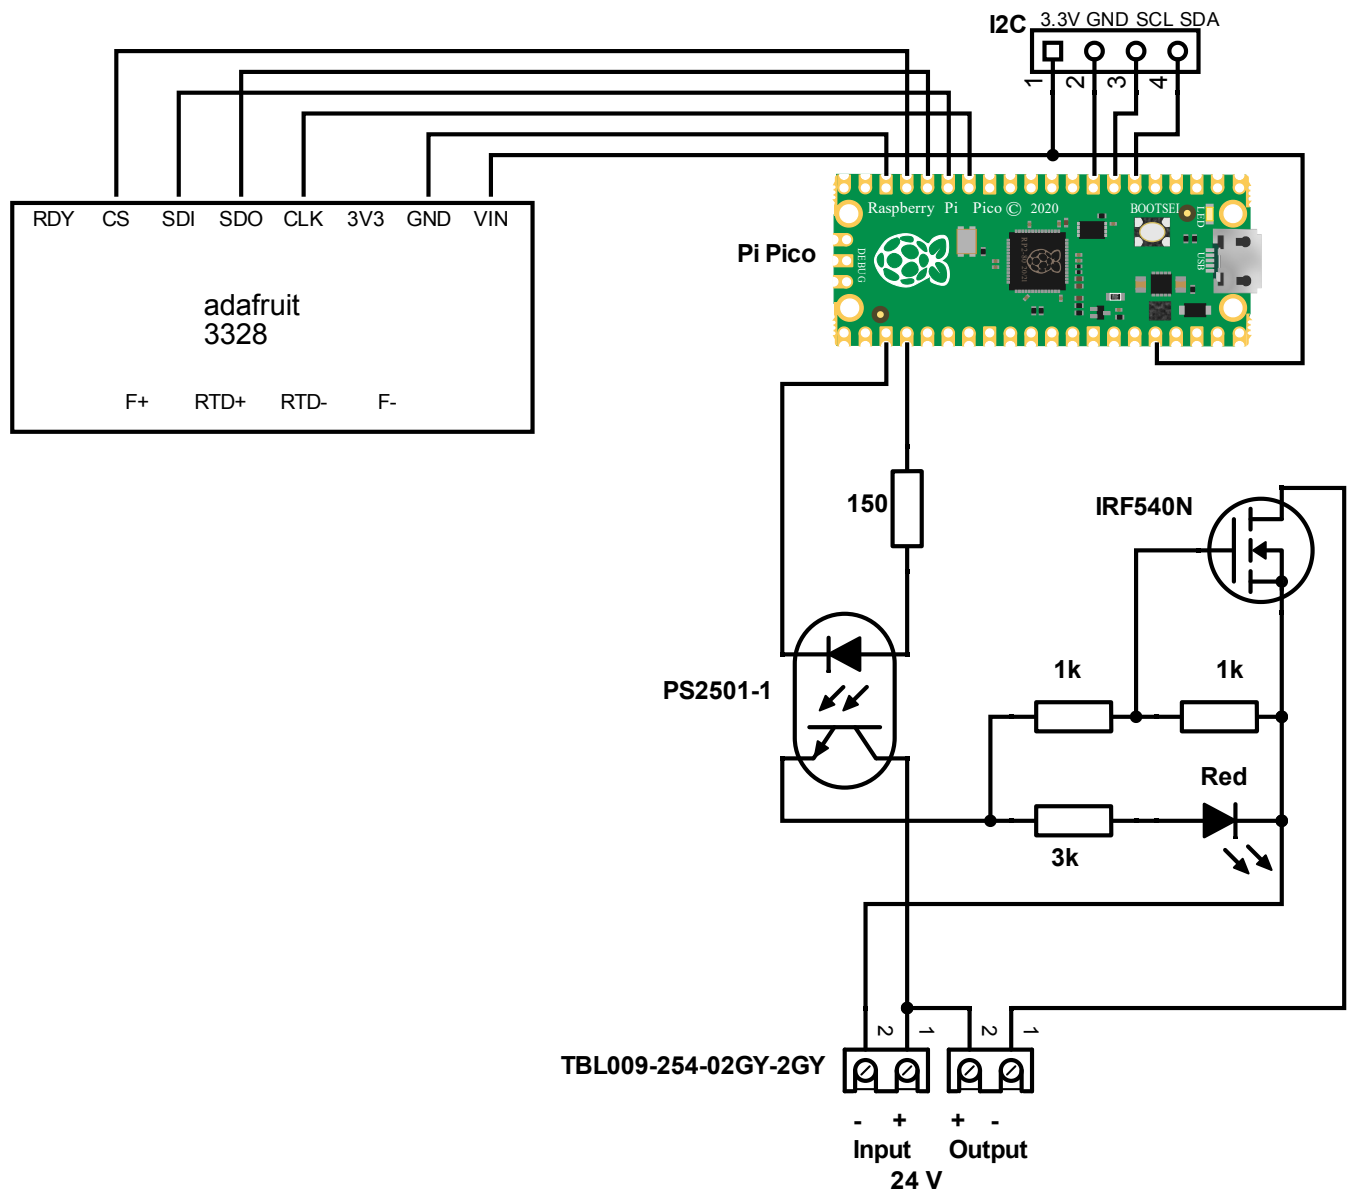 I2C 3.3V GND SCL SDA
1 2 3 4
RDY CS SDI SDO CLK 3V3 GND VIN
adafruit
3328
F+ RTD+ RTD- F-
Pi Pico
Raspberry Pi Pico © 2020
BOOTSEL
LED
USB
DEBUG
150
IRF540N
PS2501-1
1k 1k
Red
3k
2 1 2 1
TBL009-254-02GY-2GY
- + + -
Input Output
24 V